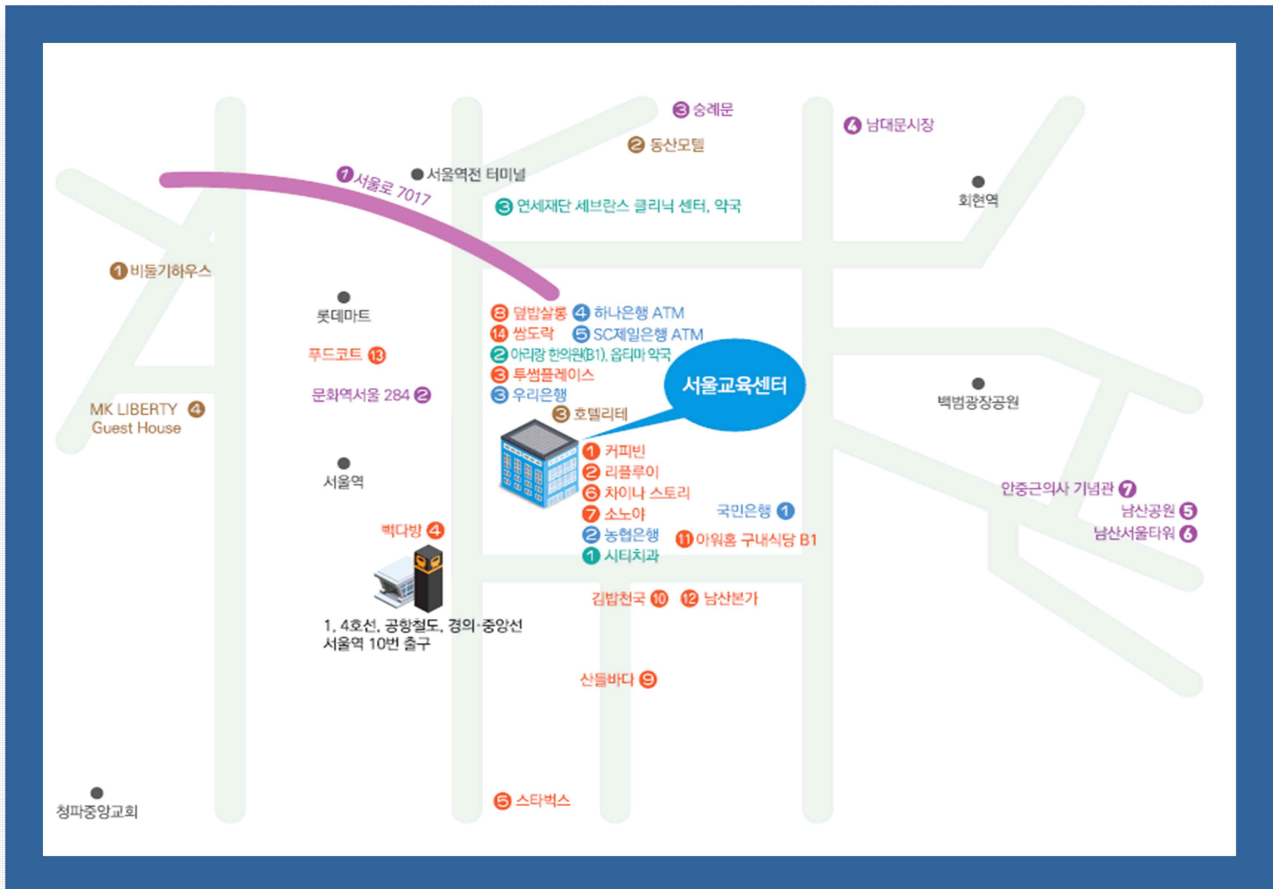 ③ 숭례문
④ 남대문시장
② 동산모텔
① 서울로 7017
서울역전 터미널
회현역
③ 연세재단 세브란스 클리닉 센터, 약국
① 비둘기하우스
롯데마트
⑧ 덮밥살롱 ④ 하나은행 ATM
⑭ 쌈도락 ⑤ SC제일은행 ATM
푸드코트 ⑬
② 아리랑 한의원(B1), 옵티마 약국
③ 투썸플레이스
서울교육센터
문화역서울 284 ②
③ 우리은행
백범광장공원
MK LIBERTY ④
Guest House
③ 호텔리테
① 커피빈
② 리플루이
서울역
⑥ 차이나 스토리
안중근의사 기념관 ⑦
⑦ 소노야
국민은행 ①
남산공원 ⑤
빽다방 ④
② 농협은행
⑪ 아워홈 구내식당 B1
남산서울타워 ⑥
① 시티치과
김밥천국 ⑩ ⑫ 남산본가
1, 4호선, 공항철도, 경의·중앙선
서울역 10번 출구
산들바다 ⑨
⑤ 스타벅스
청파중앙교회